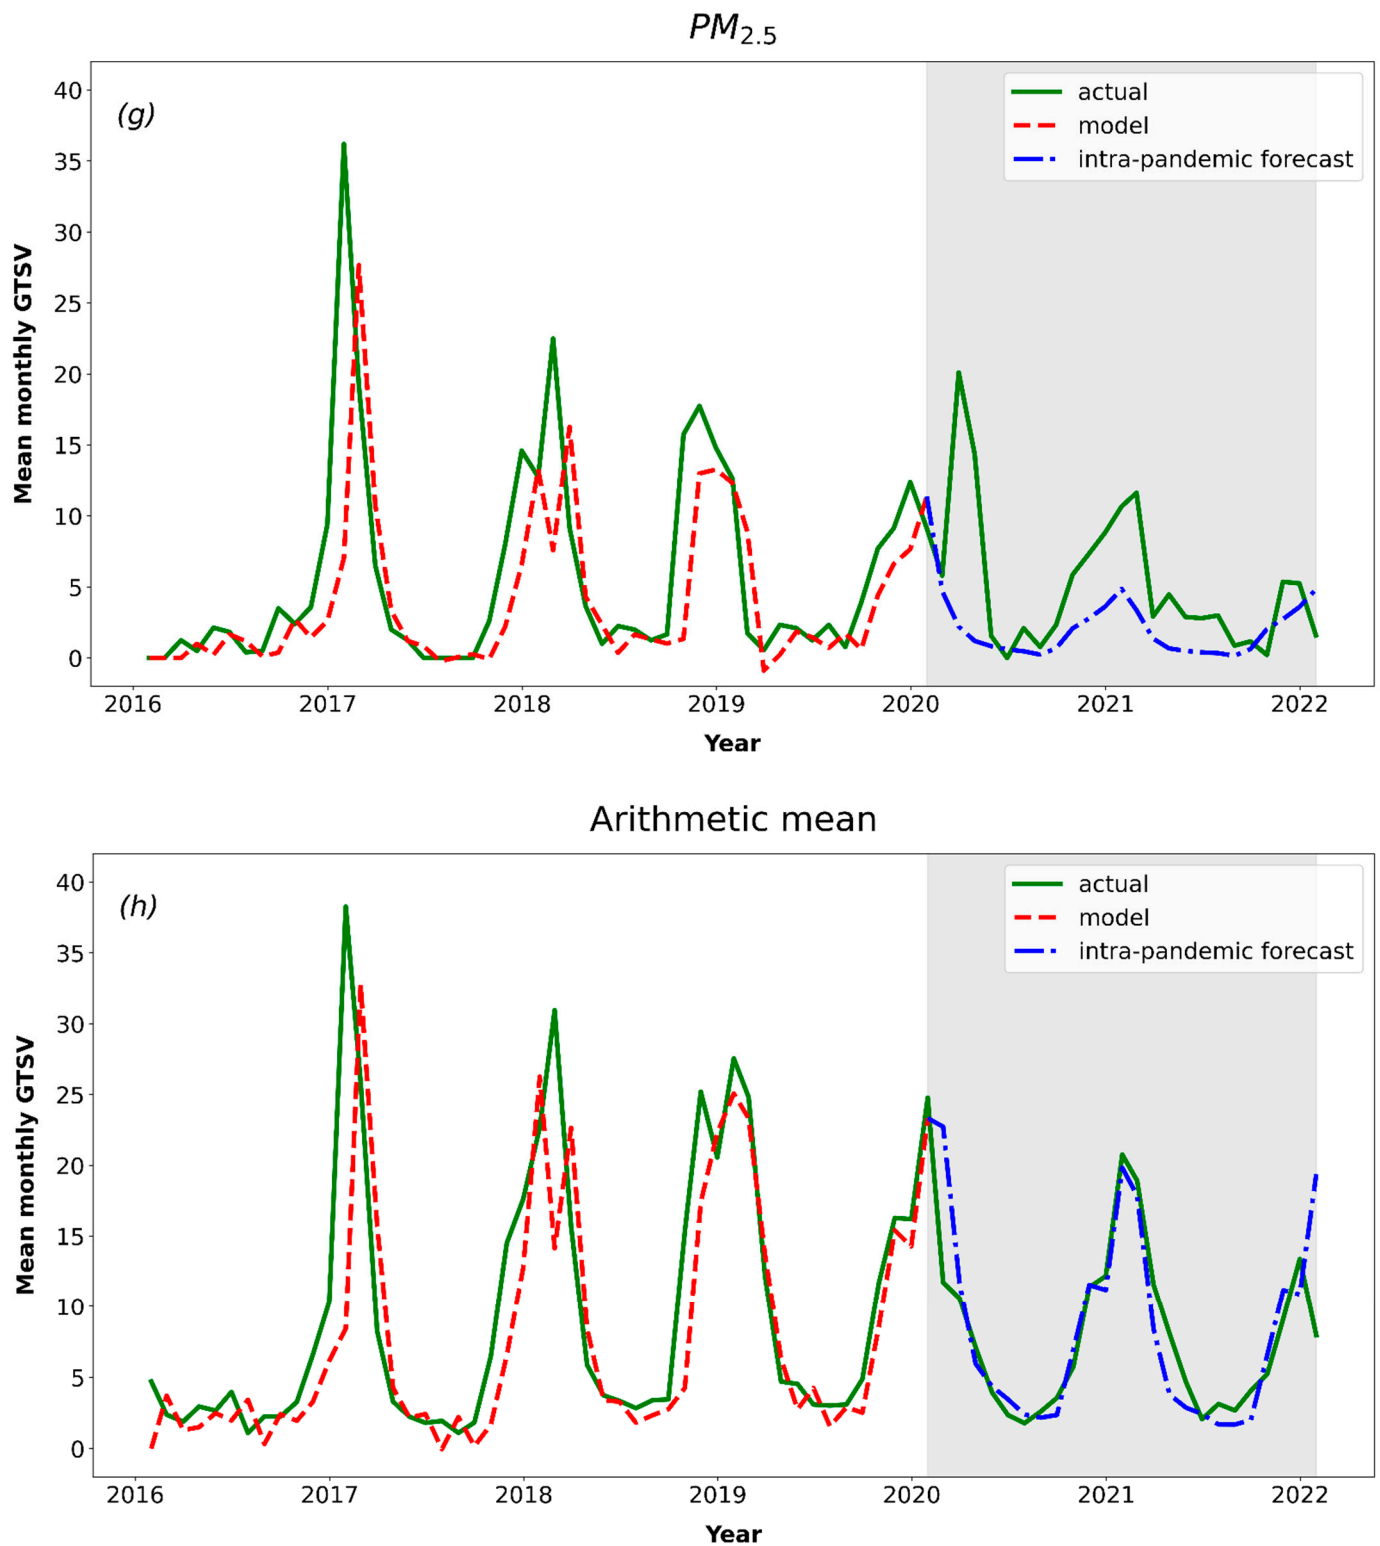 PM2.5
(g)
actual
model
intra-pandemic forecast
40
35
30
25
20
15
10
5
0
Mean monthly GTSV
2016 2017 2018 2019 2020 2021 2022
Year
Arithmetic mean
(h)
actual
model
intra-pandemic forecast
40
35
30
25
20
15
10
5
0
Mean monthly GTSV
2016 2017 2018 2019 2020 2021 2022
Year